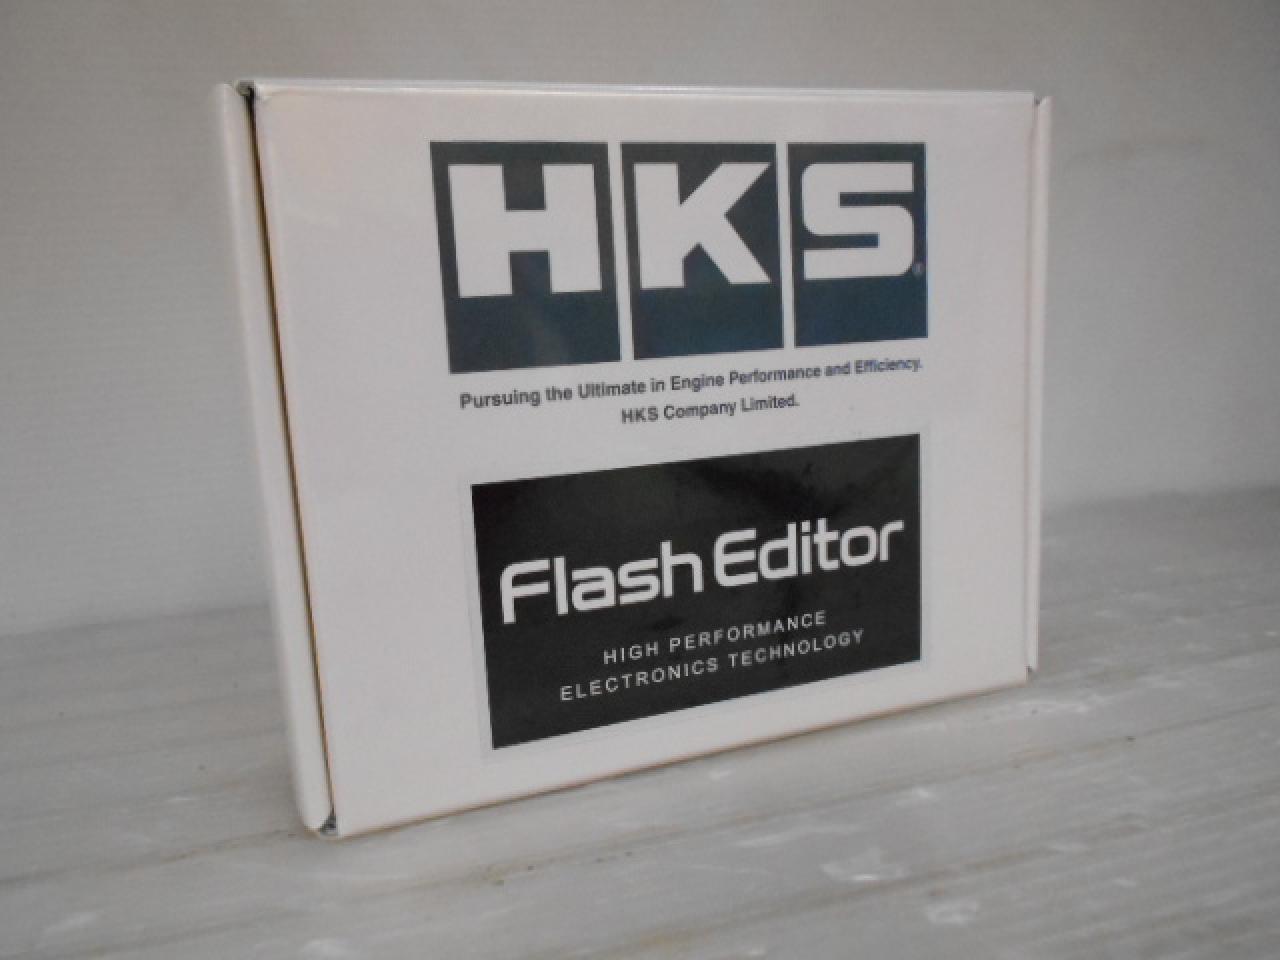 HKS®
Pursuing the Ultimate in Engine Performance and Efficiency.
HKS Company Limited.
Flash Editor
HIGH PERFORMANCE
ELECTRONICS TECHNOLOGY